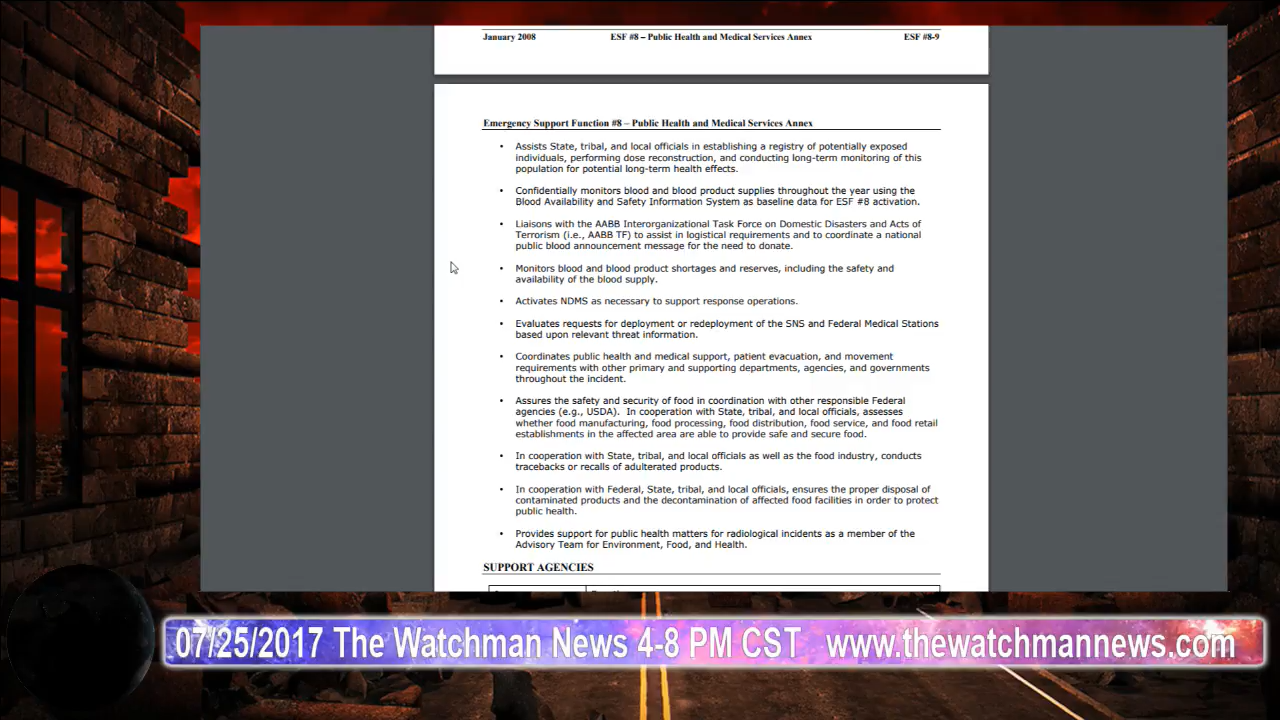 January 2008 ESF #8 – Public Health and Medical Services Annex ESF #8-9
Emergency Support Function #8 – Public Health and Medical Services Annex
• Assists State, tribal, and local officials in establishing a registry of potentially exposed
individuals, performing dose reconstruction, and conducting long-term monitoring of this
population for potential long-term health effects.
• Confidentially monitors blood and blood product supplies throughout the year using the
Blood Availability and Safety Information System as baseline data for ESF #8 activation.
• Liaisons with the AABB Interorganizational Task Force on Domestic Disasters and Acts of
Terrorism (i.e., AABB TF) to assist in logistical requirements and to coordinate a national
public blood announcement message for the need to donate.
• Monitors blood and blood product shortages and reserves, including the safety and
availability of the blood supply.
• Activates NDMS as necessary to support response operations.
• Evaluates requests for deployment or redeployment of the SNS and Federal Medical Stations
based upon relevant threat information.
• Coordinates public health and medical support, patient evacuation, and movement
requirements with other primary and supporting departments, agencies, and governments
throughout the incident.
• Assures the safety and security of food in coordination with other responsible Federal
agencies (e.g., USDA). In cooperation with State, tribal, and local officials, assesses
whether food manufacturing, food processing, food distribution, food service, and food retail
establishments in the affected area are able to provide safe and secure food.
• In cooperation with State, tribal, and local officials as well as the food industry, conducts
tracebacks or recalls of adulterated products.
• In cooperation with Federal, State, tribal, and local officials, ensures the proper disposal of
contaminated products and the decontamination of affected food facilities in order to protect
public health.
• Provides support for public health matters for radiological incidents as a member of the
Advisory Team for Environment, Food, and Health.
SUPPORT AGENCIES
07/25/2017 The Watchman News 4-8 PM CST www.thewatchmannews.com